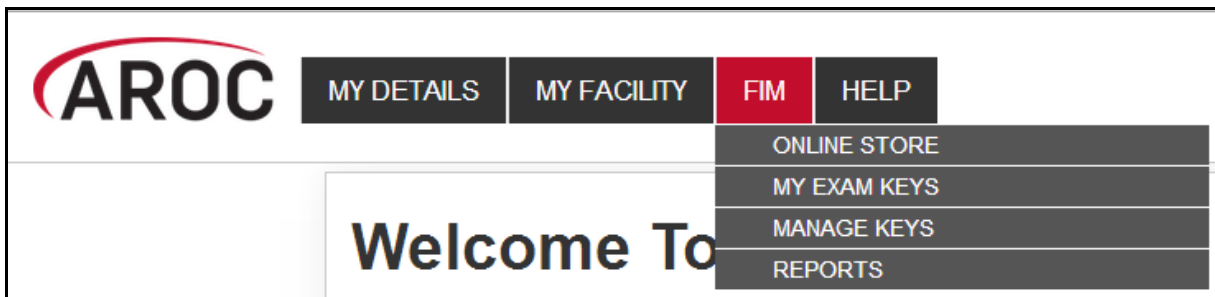 AROC
MY DETAILS MY FACILITY FIM HELP
ONLINE STORE
MY EXAM KEYS
MANAGE KEYS
REPORTS
Welcome To